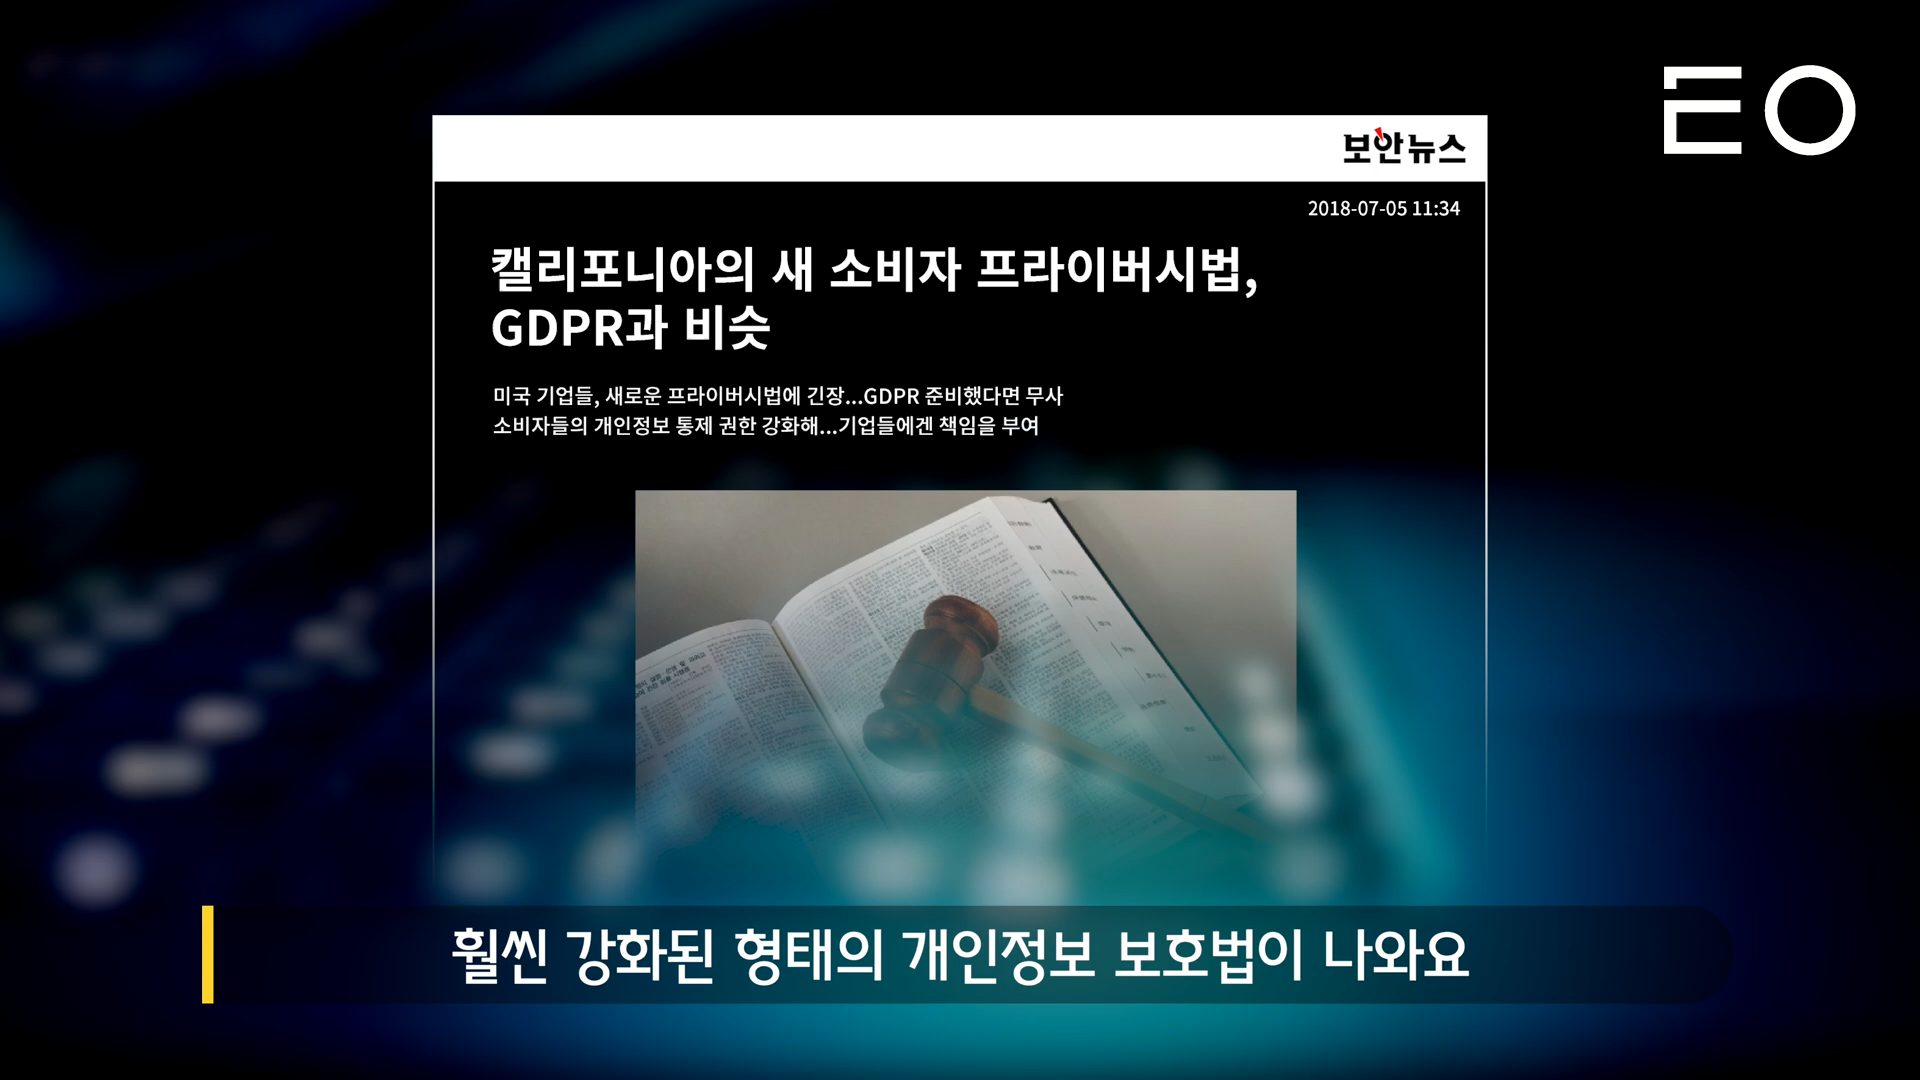 EO
보안뉴스
2018-07-05 11:34
캘리포니아의 새 소비자 프라이버시법,
GDPR과 비슷
미국 기업들, 새로운 프라이버시법에 긴장...GDPR 준비했다면 무사
소비자들의 개인정보 통제 권한 강화해...기업들에겐 책임을 부여
훨씬 강화된 형태의 개인정보 보호법이 나와요